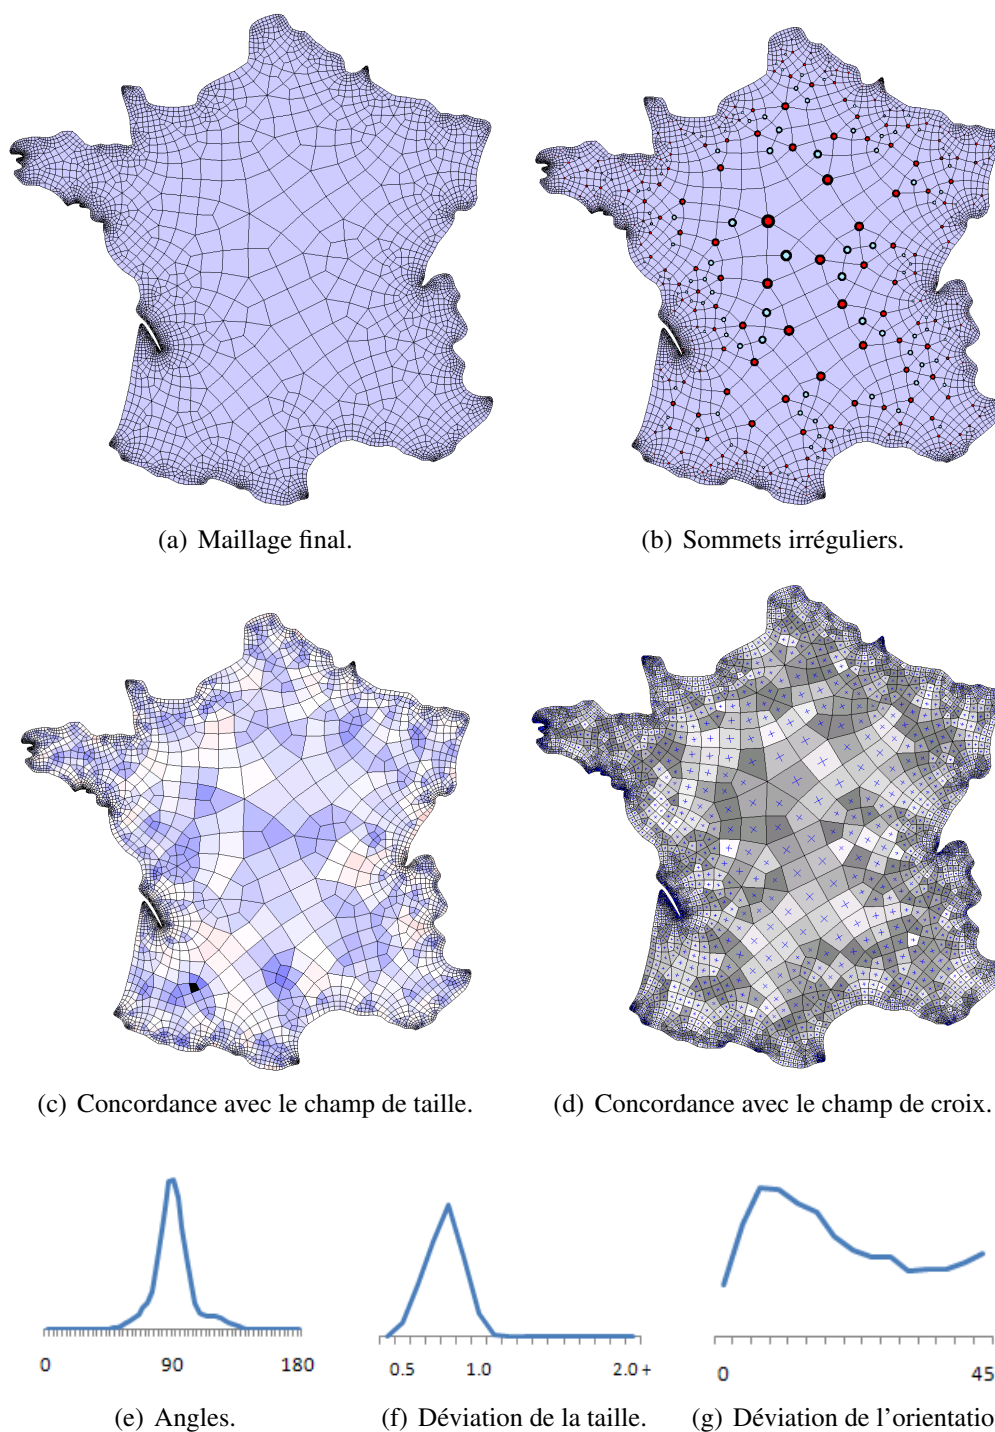 (a) Maillage final.
(b) Sommets irréguliers.
(c) Concordance avec le champ de taille.
(d) Concordance avec le champ de croix.
0 90 180
0.5 1.0 2.0 +
0 45
(e) Angles.
(f) Déviation de la taille.
(g) Déviation de l'orientatio